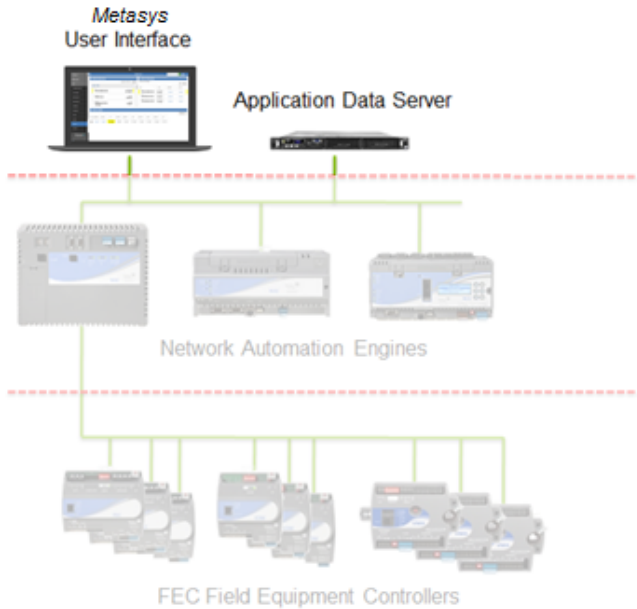 Metasys
User Interface
Application Data Server
Network Automation Engines
FEC Field Equipment Controllers